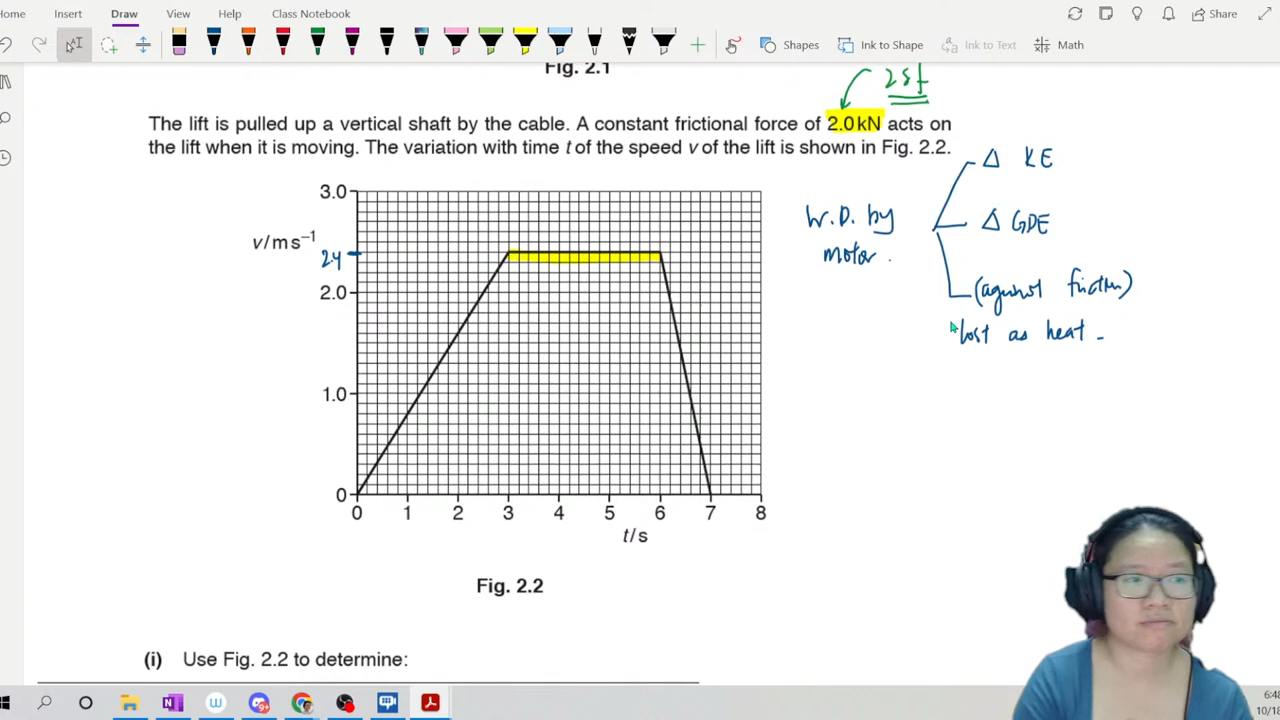 Home Insert Draw View Help Class Notebook Share
Shapes Ink to Shape Ink to Text Math
Fig. 2.1
2sf
The lift is pulled up a vertical shaft by the cable. A constant frictional force of 2.0 kN acts on
the lift when it is moving. The variation with time t of the speed v of the lift is shown in Fig. 2.2.
3.0
v/ms⁻¹
2.4
2.0
1.0
0
0 1 2 3 4 5 6 7 8
t/s
Fig. 2.2
W.D. by
motor.
Δ KE
Δ GPE
(against friction)
lost as heat -
(i) Use Fig. 2.2 to determine:
6:48
10/18